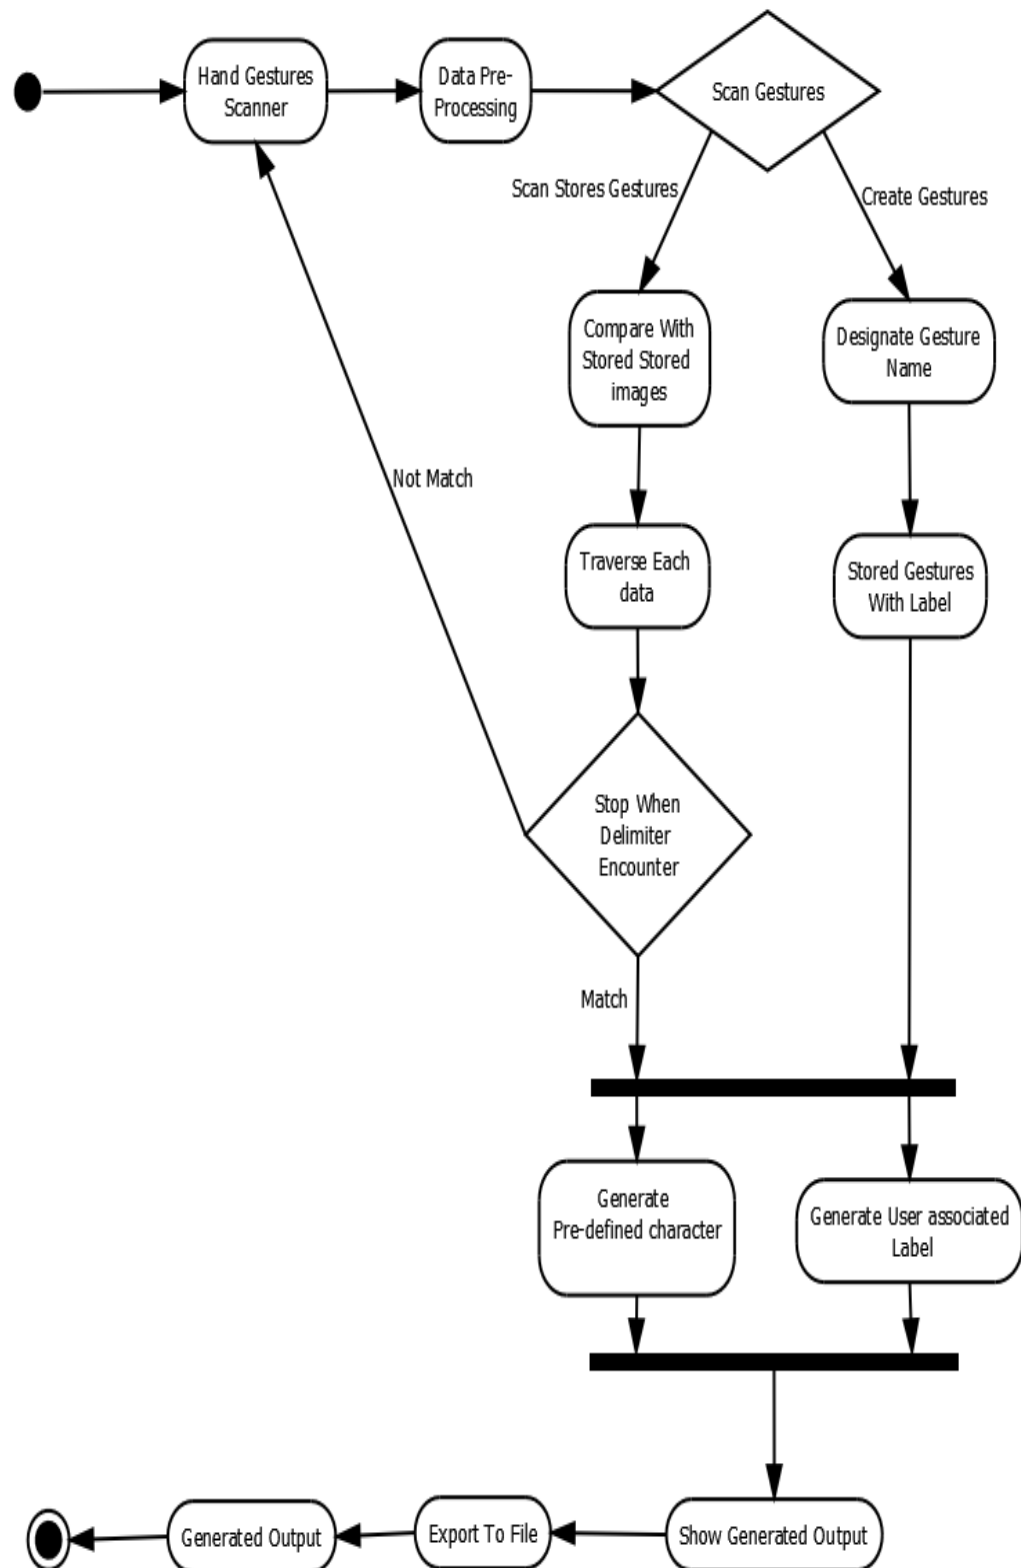 Hand Gestures
Scanner
Data Pre-
Processing
Scan Gestures
Scan Stores Gestures
Create Gestures
Compare With
Stored Stored
images
Designate Gesture
Name
Not Match
Traverse Each
data
Stored Gestures
With Label
Stop When
Delimiter
Encounter
Match
Generate
Pre-defined character
Generate User associated
Label
Generated Output
Export To File
Show Generated Output